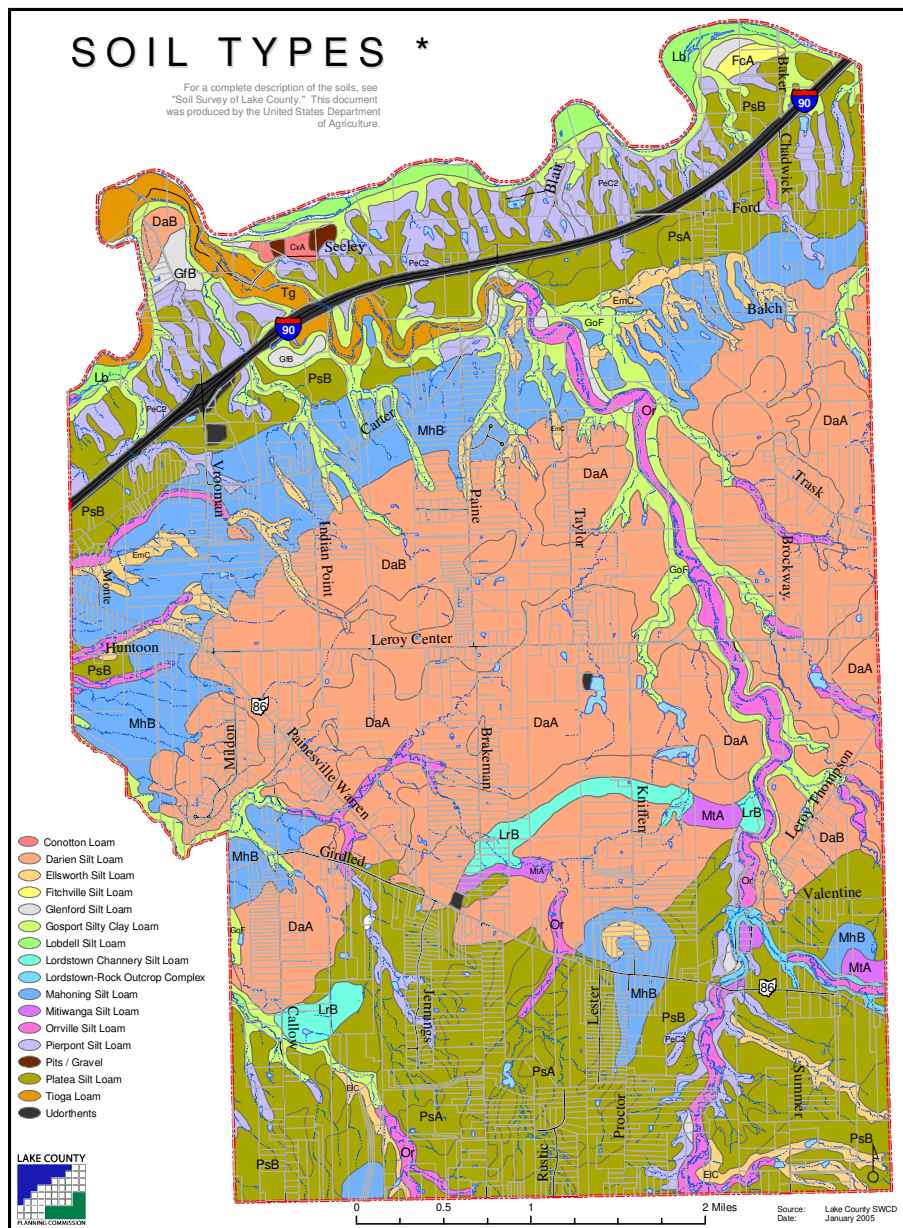 SOIL TYPES *
For a complete description of the soils, see
"Soil Survey of Lake County." This document
was produced by the United States Department
of Agriculture.
Lb
FcA
Baker
PsB
90
Chadwick
Blair
PeC2
Ford
DaB
CxA
Seeley
PsA
GfB
PeC2
Tg
EmC
Balch
90
GoF
GfB
Lb
PsB
PeC2
Or
Carter
MhB
EmC
DaA
Vrooman
DaA
Trask
Paine
PsB
Indian Point
Taylor
Brockway
EmC
DaB
GoF
Monte
Leroy Center
Huntoon
PsB
DaA
86
MhB
DaA
DaA
DaA
Mildon
Painesville Warren
Brakeman
Leroy Thompson
Kniffen
MtA
LrB
LrB
DaB
Girdled
MhB
MtA
Or
Valentine
DaA
Or
GoF
MhB
MtA
86
Jennings
Lester
MhB
LrB
Callow
PsB
PeC2
Summer
PsA
EIC
PsA
Proctor
Rustic
PsB
PsB
Or
EIC
Conotton Loam
Darien Silt Loam
Ellsworth Silt Loam
Fitchville Silt Loam
Glenford Silt Loam
Gosport Silty Clay Loam
Lobdell Silt Loam
Lordstown Channery Silt Loam
Lordstown-Rock Outcrop Complex
Mahoning Silt Loam
Mitiwanga Silt Loam
Orrville Silt Loam
Pierpont Silt Loam
Pits / Gravel
Platea Silt Loam
Tioga Loam
Udorthents
LAKE COUNTY
PLANNING COMMISSION
0 0.5 1 2 Miles
Source: Lake County SWCD
Date: January 2005